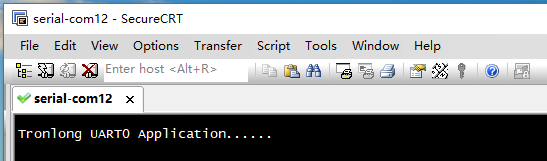 serial-com12 - SecureCRT
File Edit View Options Transfer Script Tools Window Help
Enter host <Alt+R>
serial-com12
Tronlong UART0 Application......